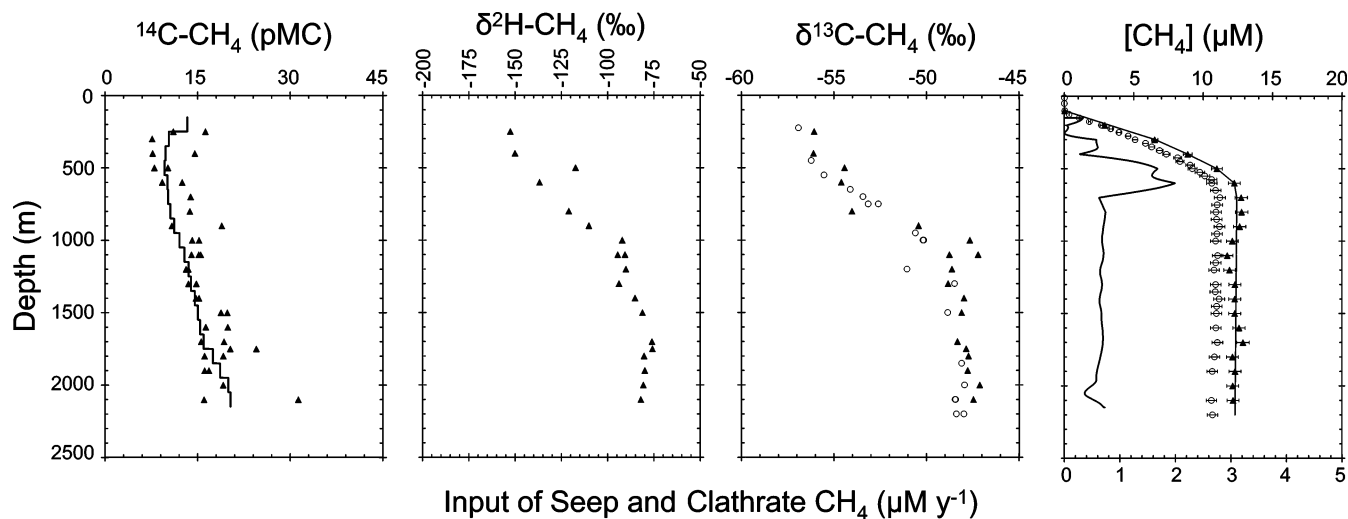 ¹⁴C-CH₄ (pMC)
δ²H-CH₄ (‰)
δ¹³C-CH₄ (‰)
[CH₄] (µM)
0 15 30 45
-200 -175 -150 -125 -100 -75 -50
-60 -55 -50 -45
0 5 10 15 20
0
500
1000
1500
2000
2500
Depth (m)
0 1 2 3 4 5
Input of Seep and Clathrate CH₄ (µM y⁻¹)